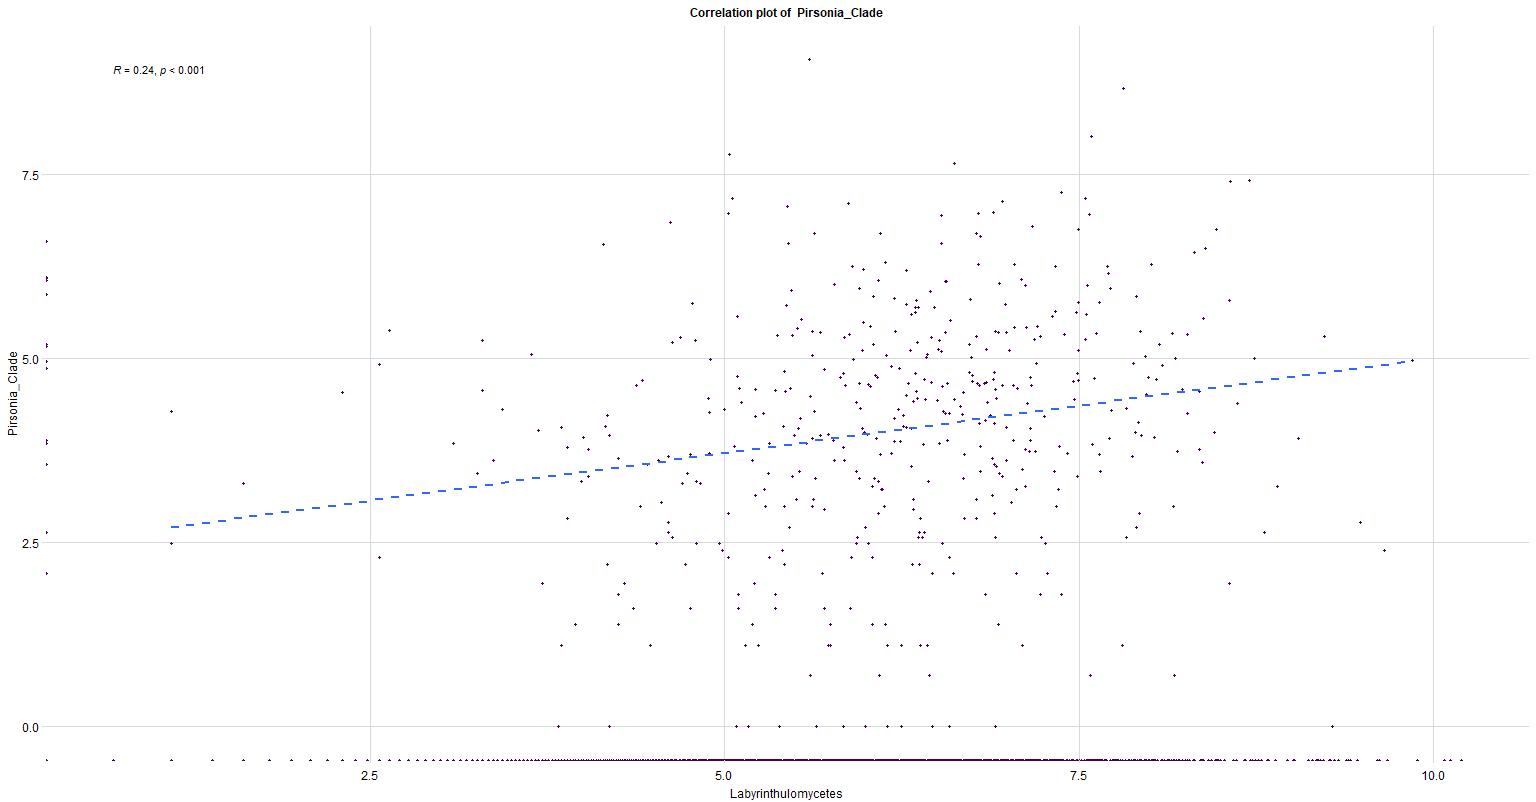 Correlation plot of Pirsonia_Clade
R = 0.24, p < 0.001
7.5
5.0
2.5
0.0
Pirsonia_Clade
2.5 5.0 7.5 10.0
Labyrinthulomycetes